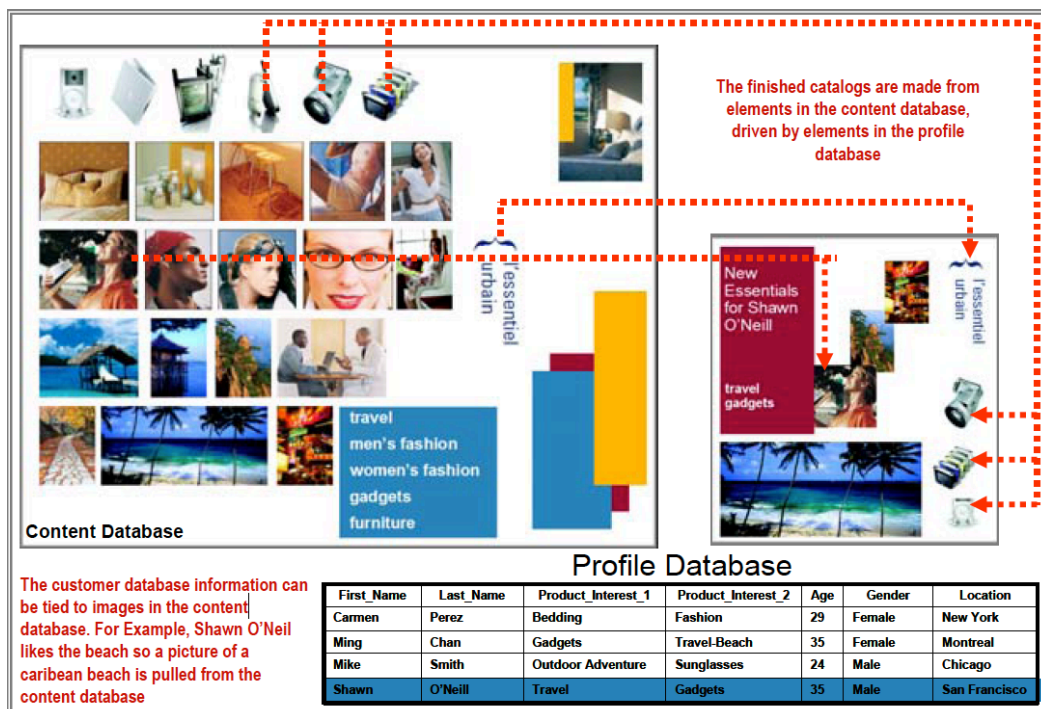 The finished catalogs are made from
elements in the content database,
driven by elements in the profile
database
l'essentiel
urbain
travel
men's fashion
women's fashion
gadgets
furniture
Content Database
New
Essentials
for Shawn
O'Neill
travel
gadgets
l'essentiel
urbain
The customer database information can
be tied to images in the content
database. For Example, Shawn O'Neil
likes the beach so a picture of a
caribean beach is pulled from the
content database
Profile Database
First_Name Last_Name Product_Interest_1 Product_Interest_2 Age Gender Location
Carmen Perez Bedding Fashion 29 Female New York
Ming Chan Gadgets Travel-Beach 35 Female Montreal
Mike Smith Outdoor Adventure Sunglasses 24 Male Chicago
Shawn O'Neill Travel Gadgets 35 Male San Francisco